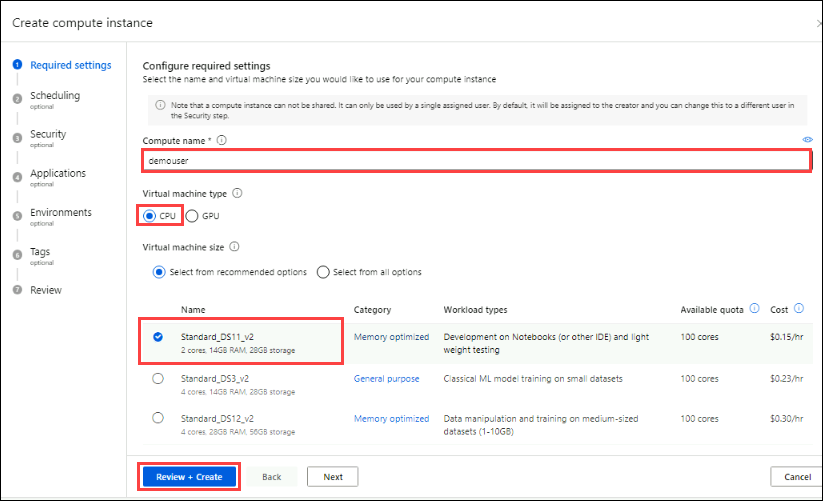 Create compute instance
1 Required settings
2 Scheduling
optional
3 Security
optional
4 Applications
optional
5 Environments
optional
6 Tags
optional
7 Review
Configure required settings
Select the name and virtual machine size you would like to use for your compute instance
Note that a compute instance can not be shared. It can only be used by a single assigned user. By default, it will be assigned to the creator and you can change this to a different user in
the Security step.
Compute name *
demouser
Virtual machine type
CPU GPU
Virtual machine size
Select from recommended options Select from all options
Name Category Workload types Available quota Cost
Standard_DS11_v2 Memory optimized Development on Notebooks (or other IDE) and light 100 cores $0.15/hr
2 cores, 14GB RAM, 28GB storage weight testing
Standard_DS3_v2 General purpose Classical ML model training on small datasets 100 cores $0.23/hr
4 cores, 14GB RAM, 28GB storage
Standard_DS12_v2 Memory optimized Data manipulation and training on medium-sized 100 cores $0.30/hr
4 cores, 28GB RAM, 56GB storage datasets (1-10GB)
Review + Create Back Next Cancel